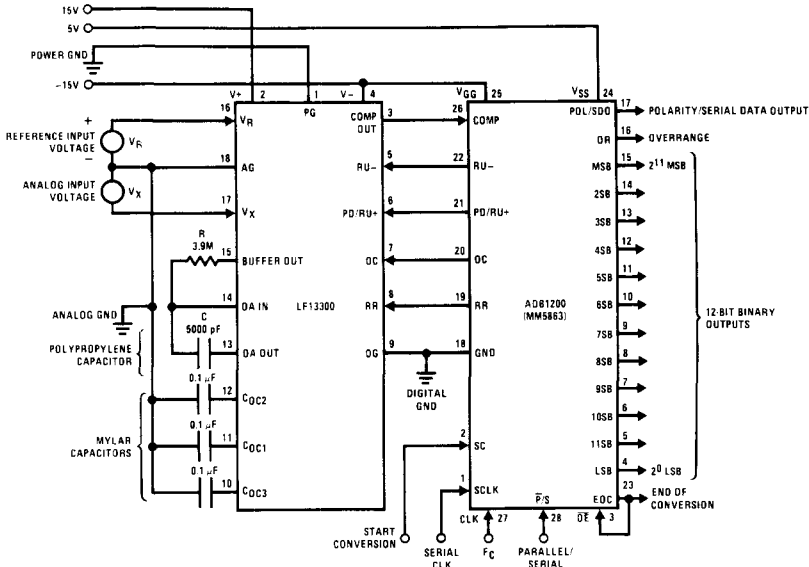 15V
5V
POWER GND
-15V
V+ 2
1
PG
V- 4
VGG 25
VSS 24
16 VR
COMP OUT 3
26 COMP
POL/SDO 17 POLARITY/SERIAL DATA OUTPUT
+
REFERENCE INPUT VOLTAGE
VR
−
OR 16 OVERRANGE
18 AG
RU- 5
22 RU-
MSB 15 2¹¹ MSB
ANALOG INPUT VOLTAGE
VX
2SB 14
17 VX
PD/RU+ 6
21 PD/RU+
3SB 13
R
3.9M
15 BUFFER OUT
OC 7
20 OC
4SB 12
5SB 11
14 OA IN
LF13300
RR 8
19 RR
ADB1200
(MM5863)
6SB 10
12-BIT BINARY OUTPUTS
ANALOG GND
C
5000 pF
7SB 9
POLYPROPYLENE CAPACITOR
13 OA OUT
OG 9
18 GND
8SB 8
DIGITAL GND
0.1 µF
12 COC2
9SB 7
10SB 6
MYLAR CAPACITORS
0.1 µF
11 COC1
2 SC
11SB 5
0.1 µF
10 COC3
1 SCLK
LSB 4 2⁰ LSB
EOC 23 END OF CONVERSION
CLK 27
P̅/S 28
O̅E̅ 3
START CONVERSION
SERIAL CLK
FC
PARALLEL/ SERIAL